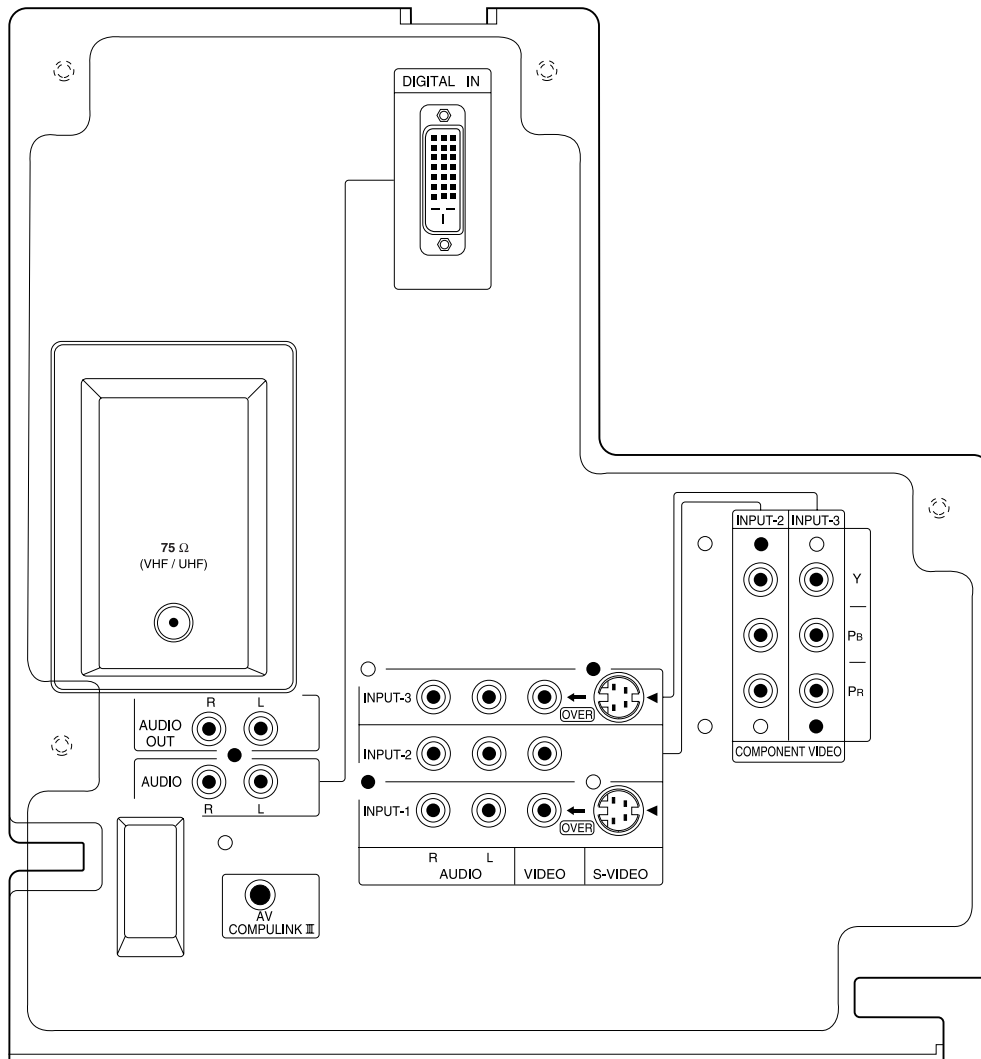 DIGITAL IN
75 Ω
(VHF / UHF)
INPUT-2 INPUT-3
Y
PB
PR
COMPONENT VIDEO
R L
AUDIO
OUT
AUDIO
R L
INPUT-3
OVER
INPUT-2
INPUT-1
OVER
R L
AUDIO VIDEO S-VIDEO
AV
COMPULINK III